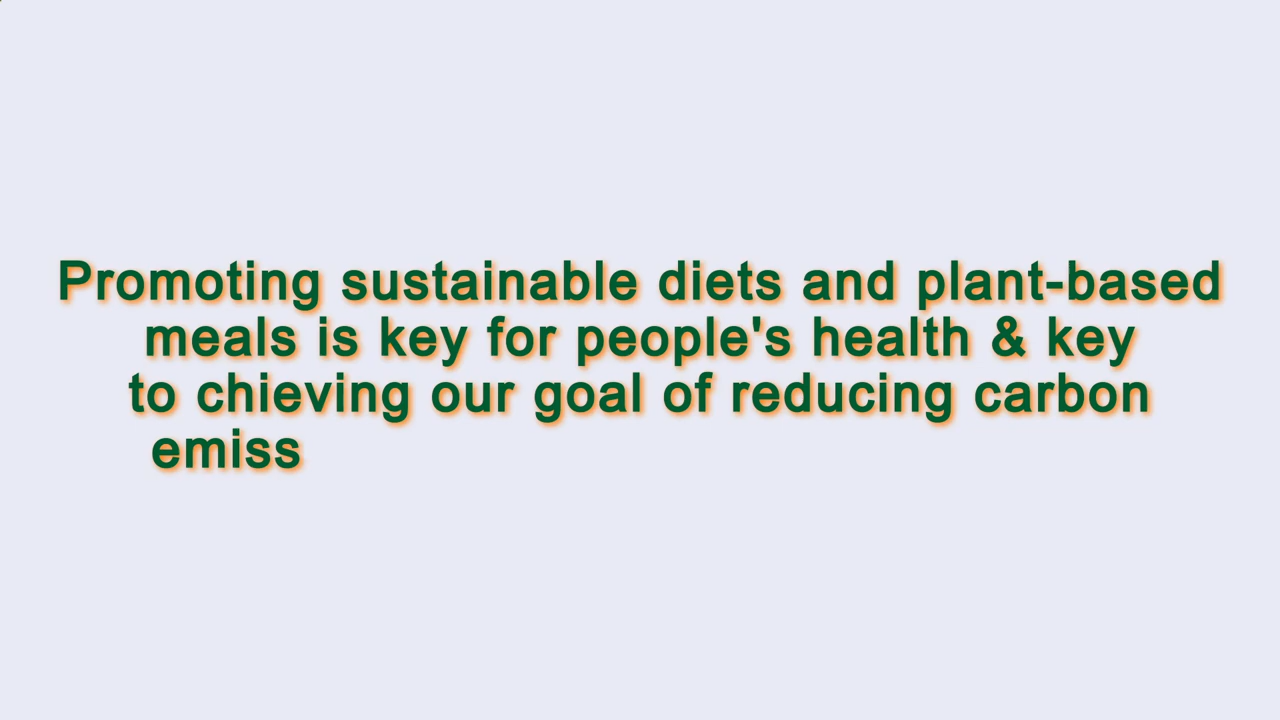 Promoting sustainable diets and plant-based
meals is key for people's health & key
to chieving our goal of reducing carbon
emiss